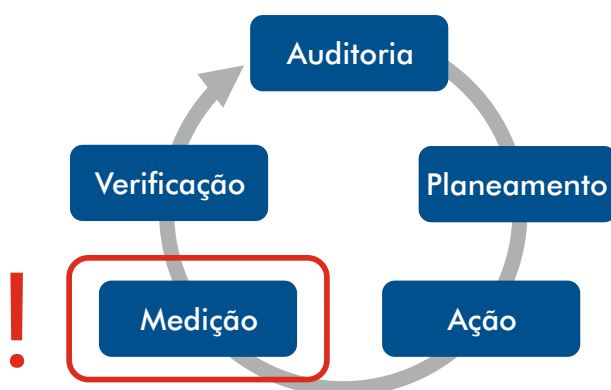 Auditoria
Verificação
Planeamento
!
Medição
Ação